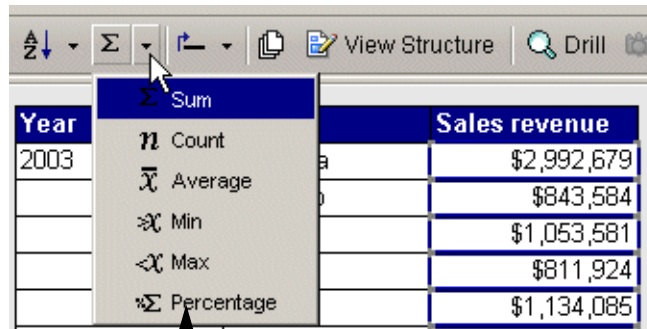 A Z Σ View Structure Drill
Σ Sum
Year Sales revenue
n Count
2003 a $2,992,679
x̅ Average
$843,584
Min
$1,053,581
Max
$811,924
%Σ Percentage
$1,134,085